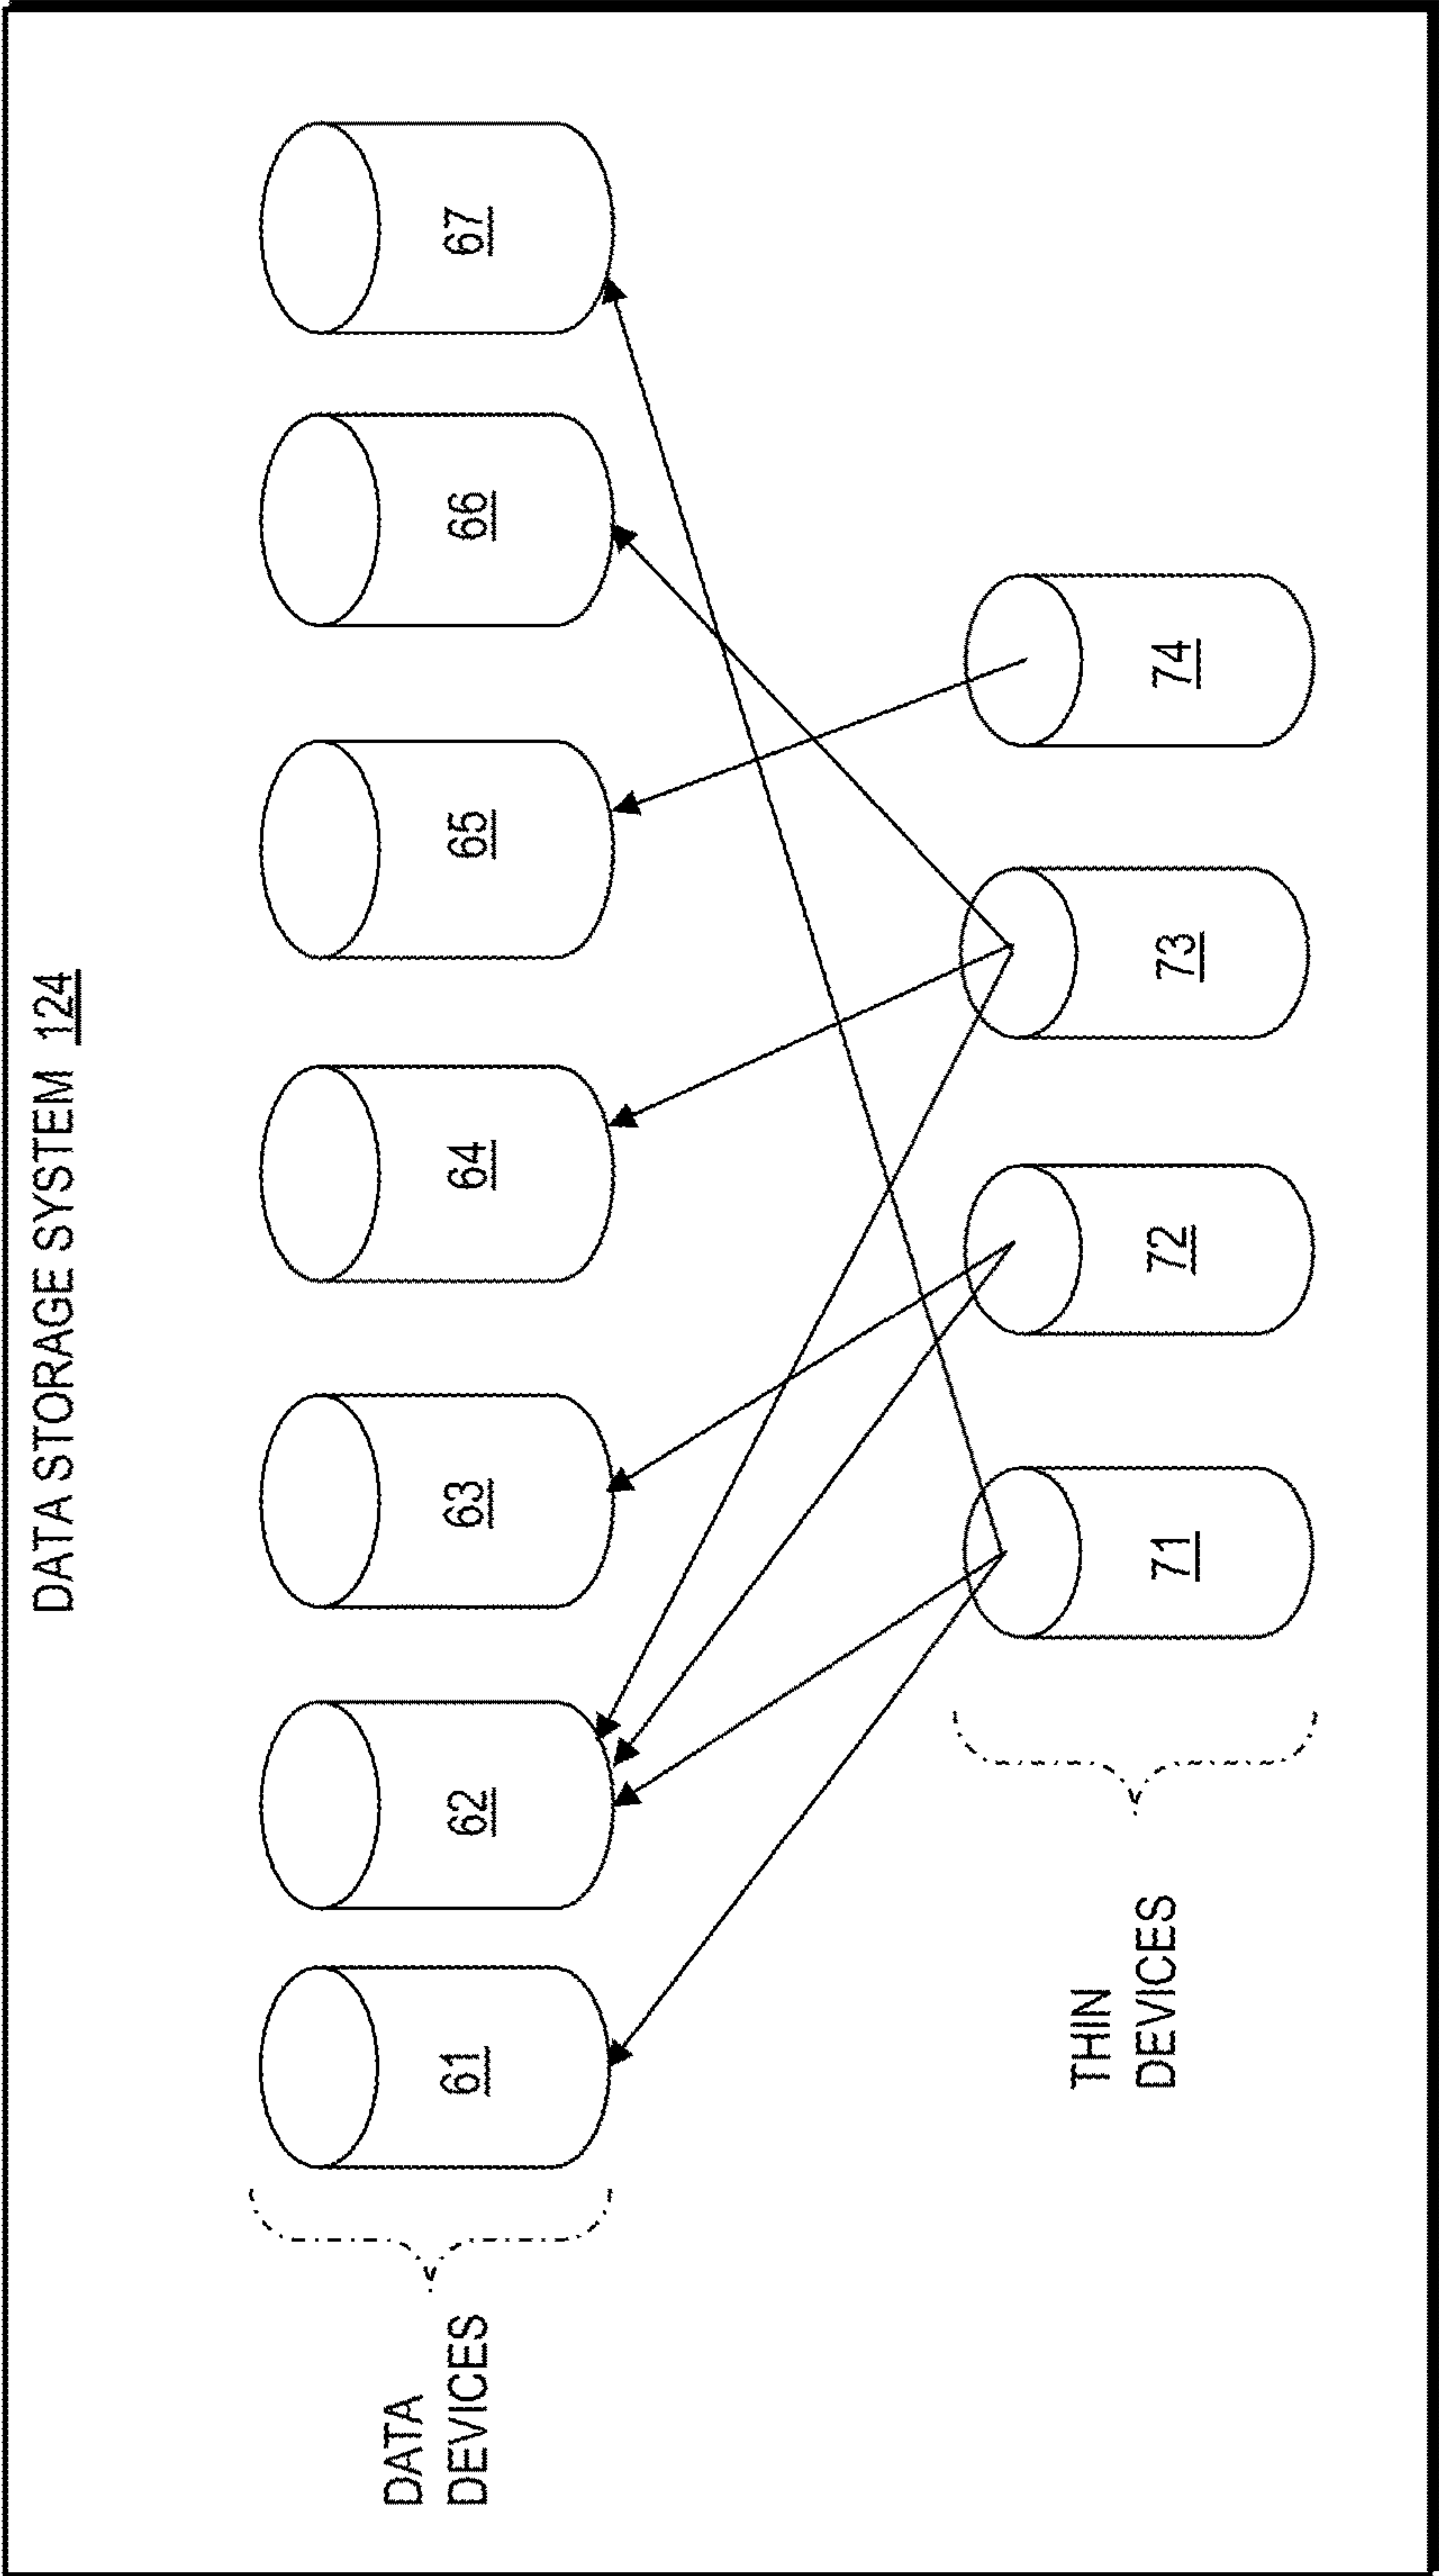 DATA STORAGE SYSTEM 124
DATA
DEVICES
61
62
63
64
65
66
67
THIN
DEVICES
71
72
73
74